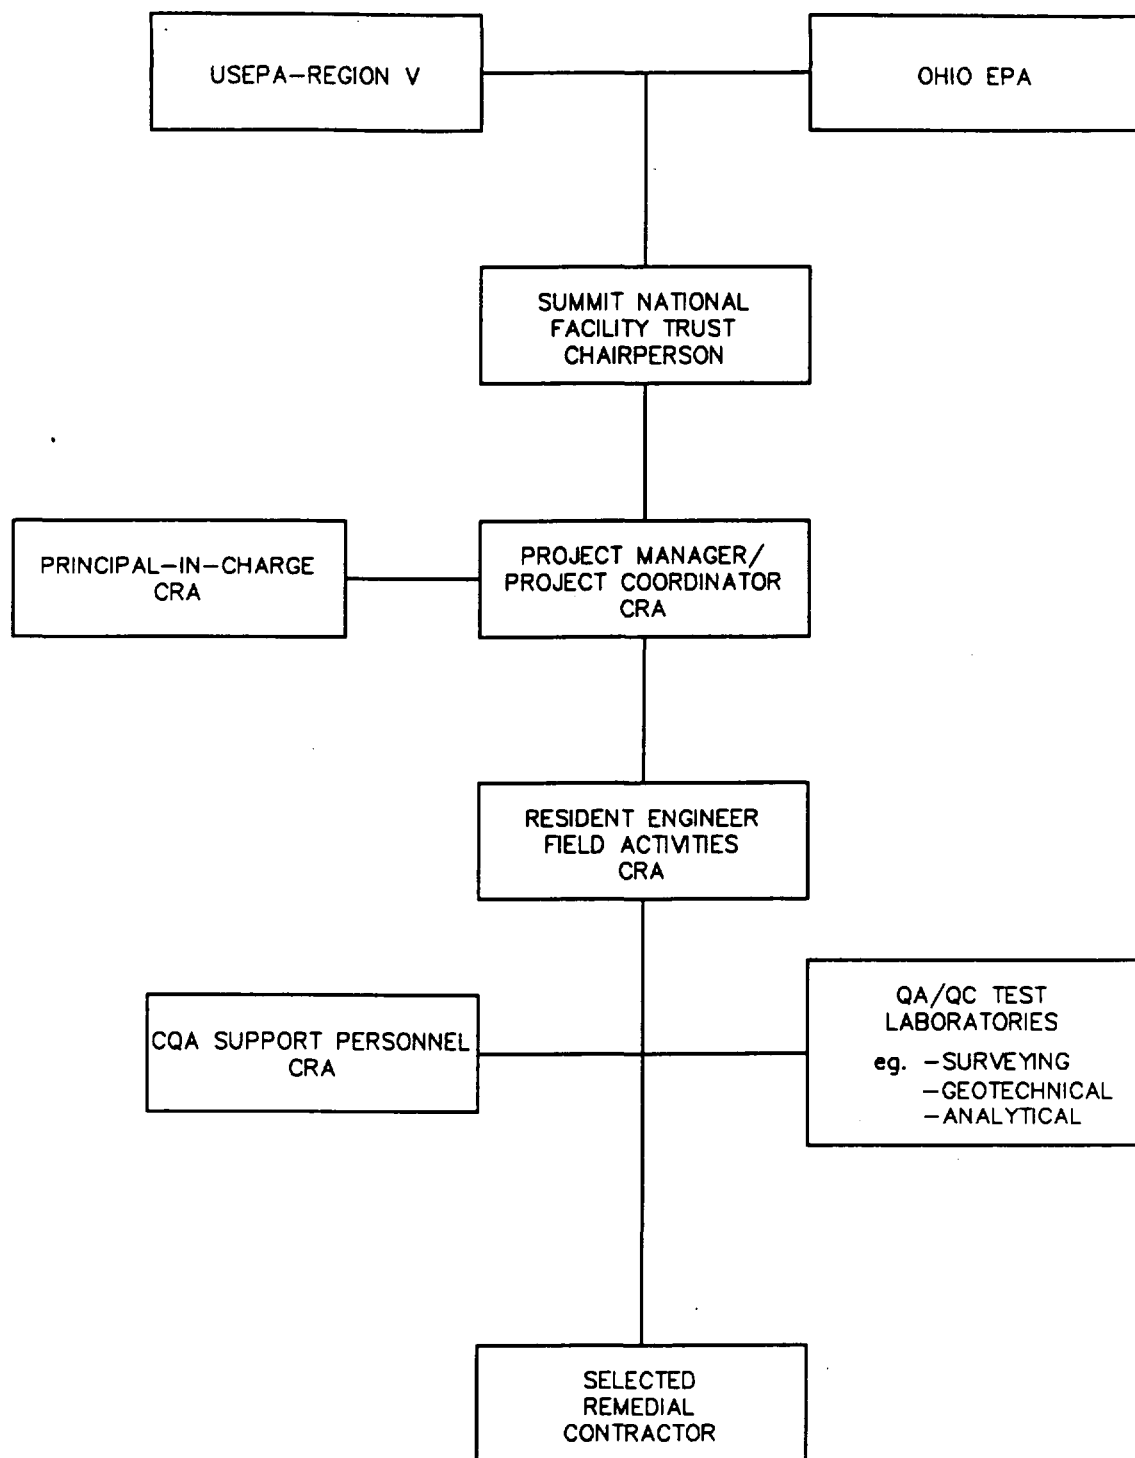 USEPA-REGION V
OHIO EPA
SUMMIT NATIONAL
FACILITY TRUST
CHAIRPERSON
PRINCIPAL-IN-CHARGE
CRA
PROJECT MANAGER/
PROJECT COORDINATOR
CRA
RESIDENT ENGINEER
FIELD ACTIVITIES
CRA
CQA SUPPORT PERSONNEL
CRA
QA/QC TEST
LABORATORIES
eg. -SURVEYING
-GEOTECHNICAL
-ANALYTICAL
SELECTED
REMEDIAL
CONTRACTOR